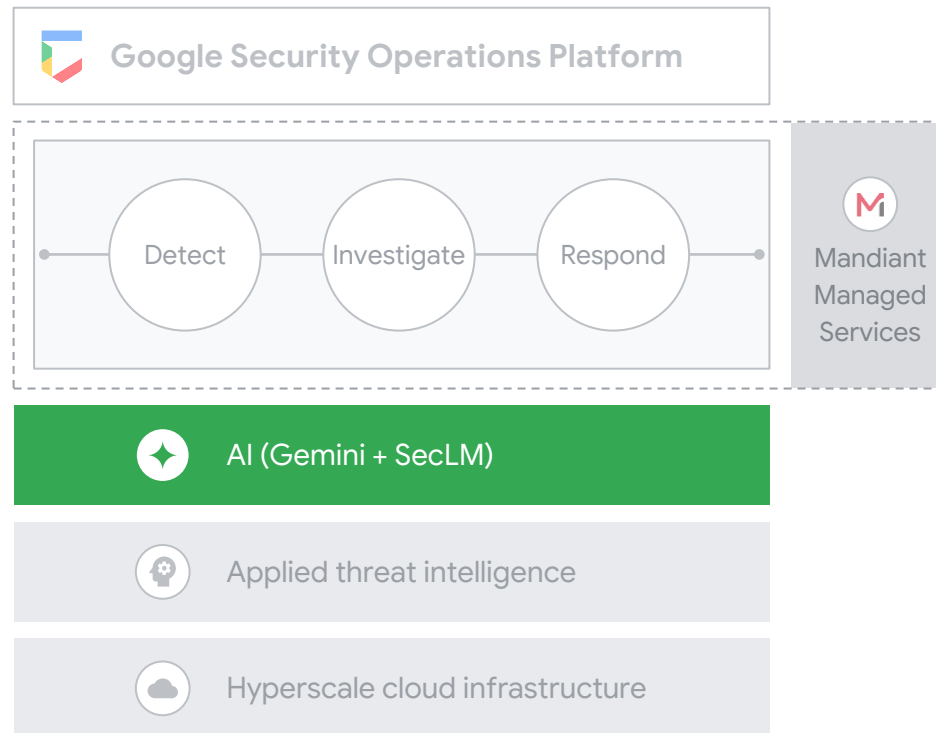 Google Security Operations Platform
Detect
Investigate
Respond
Mandiant
Managed
Services
AI (Gemini + SecLM)
Applied threat intelligence
Hyperscale cloud infrastructure